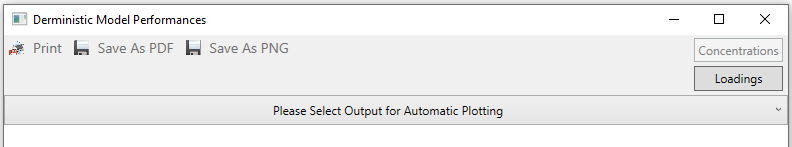 Derministic Model Performances
Print Save As PDF Save As PNG
Concentrations
Loadings
Please Select Output for Automatic Plotting